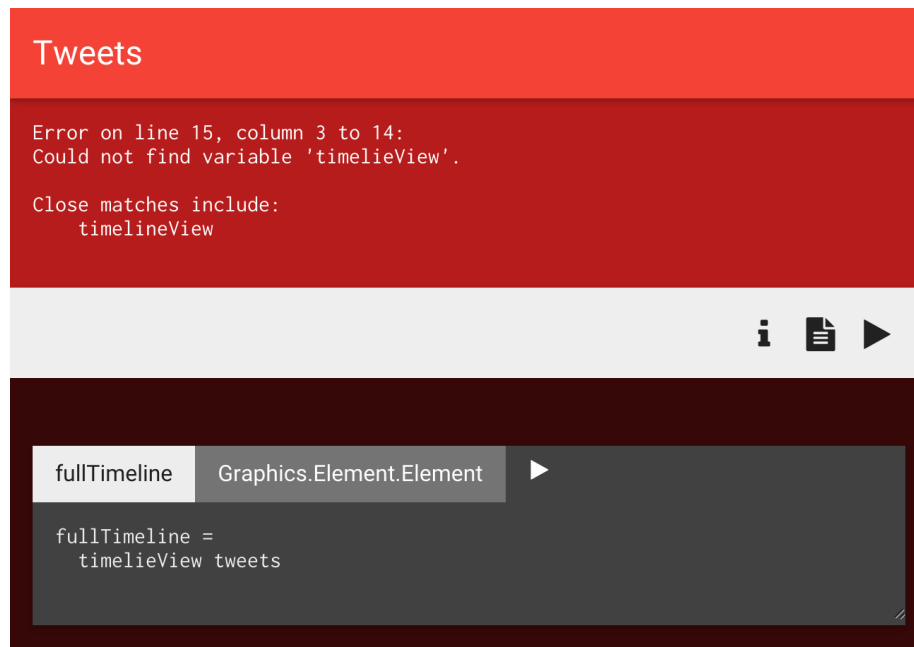 Tweets
Error on line 15, column 3 to 14:
Could not find variable 'timelieView'.
Close matches include:
timelineView
fullTimeline
Graphics.Element.Element
fullTimeline =
timelieView tweets